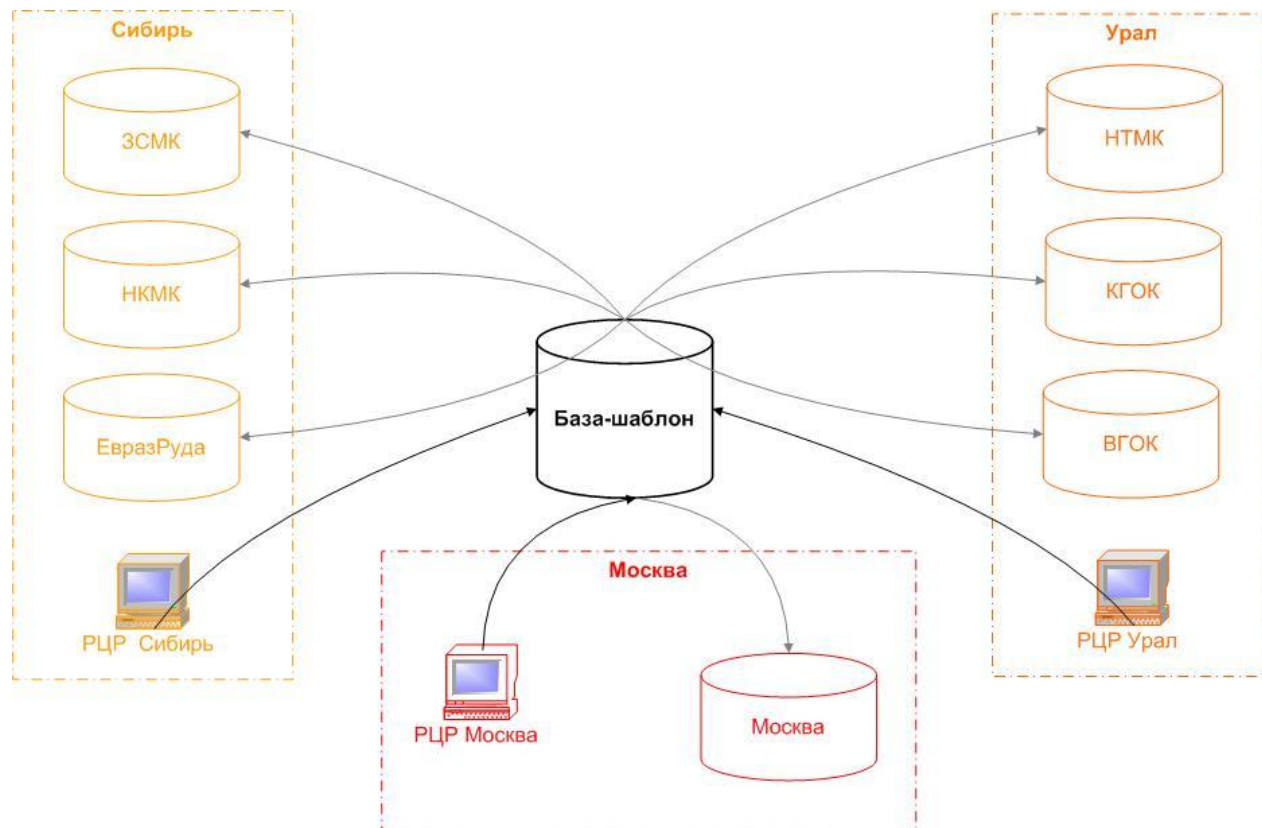 Сибирь
ЗСМК
НКМК
ЕвразРуда
РЦР Сибирь
База-шаблон
Москва
РЦР Москва
Москва
Урал
НТМК
КГОК
ВГОК
РЦР Урал